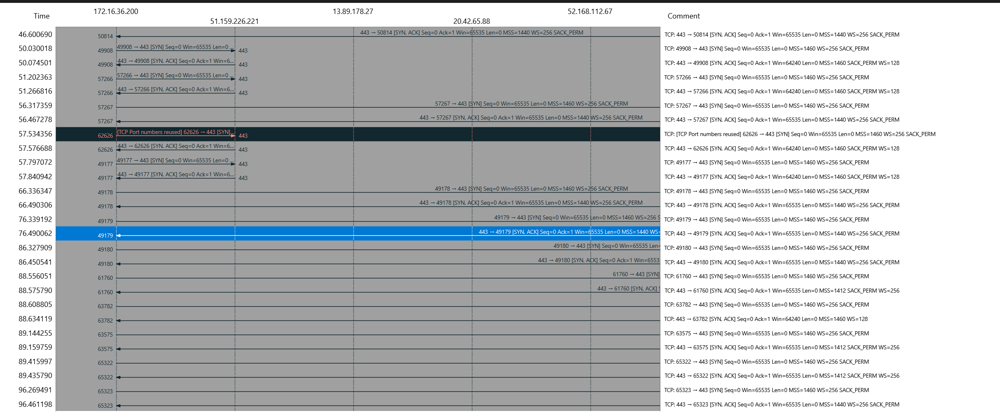 172.16.36.200 13.89.178.27 52.168.112.67
Time 51.159.226.221 20.42.65.88 Comment
46.600690 50814 443 → 50814 [SYN, ACK] Seq=0 Ack=1 Win=65535 Len=0 MSS=1440 WS=256 SACK_PERM TCP: 443 → 50814 [SYN, ACK] Seq=0 Ack=1 Win=65535 Len=0 MSS=1440 WS=256 SACK_PERM
50.030018 49908 49908 → 443 [SYN] Seq=0 Win=65535 Len=0 ... 443 TCP: 49908 → 443 [SYN] Seq=0 Win=65535 Len=0 MSS=1460 WS=256 SACK_PERM
50.074501 49908 443 → 49908 [SYN, ACK] Seq=0 Ack=1 Win=6... 443 TCP: 443 → 49908 [SYN, ACK] Seq=0 Ack=1 Win=64240 Len=0 MSS=1460 SACK_PERM WS=128
51.202363 57266 57266 → 443 [SYN] Seq=0 Win=65535 Len=0 ... 443 TCP: 57266 → 443 [SYN] Seq=0 Win=65535 Len=0 MSS=1460 WS=256 SACK_PERM
51.266816 57266 443 → 57266 [SYN, ACK] Seq=0 Ack=1 Win=6... 443 TCP: 443 → 57266 [SYN, ACK] Seq=0 Ack=1 Win=64240 Len=0 MSS=1460 SACK_PERM WS=128
56.317359 57267 57267 → 443 [SYN] Seq=0 Win=65535 Len=0 MSS=1460 WS=256 SACK_PERM TCP: 57267 → 443 [SYN] Seq=0 Win=65535 Len=0 MSS=1460 WS=256 SACK_PERM
56.467278 57267 443 → 57267 [SYN, ACK] Seq=0 Ack=1 Win=65535 Len=0 MSS=1440 WS=256 SACK_PERM TCP: 443 → 57267 [SYN, ACK] Seq=0 Ack=1 Win=65535 Len=0 MSS=1440 WS=256 SACK_PERM
57.534356 62626 [TCP Port numbers reused] 62626 → 443 [SYN]... 443 TCP: [TCP Port numbers reused] 62626 → 443 [SYN] Seq=0 Win=65535 Len=0 MSS=1460 WS=256 SACK_PERM
57.576688 62626 443 → 62626 [SYN, ACK] Seq=0 Ack=1 Win=6... 443 TCP: 443 → 62626 [SYN, ACK] Seq=0 Ack=1 Win=64240 Len=0 MSS=1460 SACK_PERM WS=128
57.797072 49177 49177 → 443 [SYN] Seq=0 Win=65535 Len=0 ... 443 TCP: 49177 → 443 [SYN] Seq=0 Win=65535 Len=0 MSS=1460 WS=256 SACK_PERM
57.840942 49177 443 → 49177 [SYN, ACK] Seq=0 Ack=1 Win=6... 443 TCP: 443 → 49177 [SYN, ACK] Seq=0 Ack=1 Win=64240 Len=0 MSS=1460 SACK_PERM WS=128
66.336347 49178 49178 → 443 [SYN] Seq=0 Win=65535 Len=0 MSS=1460 WS=256 SACK_PERM TCP: 49178 → 443 [SYN] Seq=0 Win=65535 Len=0 MSS=1460 WS=256 SACK_PERM
66.490306 49178 443 → 49178 [SYN, ACK] Seq=0 Ack=1 Win=65535 Len=0 MSS=1440 WS=256 SACK_PERM TCP: 443 → 49178 [SYN, ACK] Seq=0 Ack=1 Win=65535 Len=0 MSS=1440 WS=256 SACK_PERM
76.339192 49179 49179 → 443 [SYN] Seq=0 Win=65535 Len=0 MSS=1460 WS=256 S TCP: 49179 → 443 [SYN] Seq=0 Win=65535 Len=0 MSS=1460 WS=256 SACK_PERM
76.490062 49179 443 → 49179 [SYN, ACK] Seq=0 Ack=1 Win=65535 Len=0 MSS=1440 WS= TCP: 443 → 49179 [SYN, ACK] Seq=0 Ack=1 Win=65535 Len=0 MSS=1440 WS=256 SACK_PERM
86.327909 49180 49180 → 443 [SYN] Seq=0 Win=65535 Len= TCP: 49180 → 443 [SYN] Seq=0 Win=65535 Len=0 MSS=1460 WS=256 SACK_PERM
86.450541 49180 443 → 49180 [SYN, ACK] Seq=0 Ack=1 Win=6553 TCP: 443 → 49180 [SYN, ACK] Seq=0 Ack=1 Win=65535 Len=0 MSS=1440 WS=256 SACK_PERM
88.556051 61760 61760 → 443 [SYN] TCP: 61760 → 443 [SYN] Seq=0 Win=65535 Len=0 MSS=1460 WS=256 SACK_PERM
88.575790 61760 443 → 61760 [SYN, ACK] S TCP: 443 → 61760 [SYN, ACK] Seq=0 Ack=1 Win=65535 Len=0 MSS=1412 SACK_PERM WS=256
88.608805 63782 TCP: 63782 → 443 [SYN] Seq=0 Win=65535 Len=0 MSS=1460 WS=256 SACK_PERM
88.634119 63782 TCP: 443 → 63782 [SYN, ACK] Seq=0 Ack=1 Win=64240 Len=0 MSS=1460 WS=128
89.144255 63575 TCP: 63575 → 443 [SYN] Seq=0 Win=65535 Len=0 MSS=1460 WS=256 SACK_PERM
89.159759 63575 TCP: 443 → 63575 [SYN, ACK] Seq=0 Ack=1 Win=65535 Len=0 MSS=1412 SACK_PERM WS=256
89.415997 65322 TCP: 65322 → 443 [SYN] Seq=0 Win=65535 Len=0 MSS=1460 WS=256 SACK_PERM
89.435790 65322 TCP: 443 → 65322 [SYN, ACK] Seq=0 Ack=1 Win=65535 Len=0 MSS=1412 SACK_PERM WS=256
96.269491 65323 TCP: 65323 → 443 [SYN] Seq=0 Win=65535 Len=0 MSS=1460 WS=256 SACK_PERM
96.461198 65323 TCP: 443 → 65323 [SYN, ACK] Seq=0 Ack=1 Win=65535 Len=0 MSS=1440 WS=256 SACK_PERM